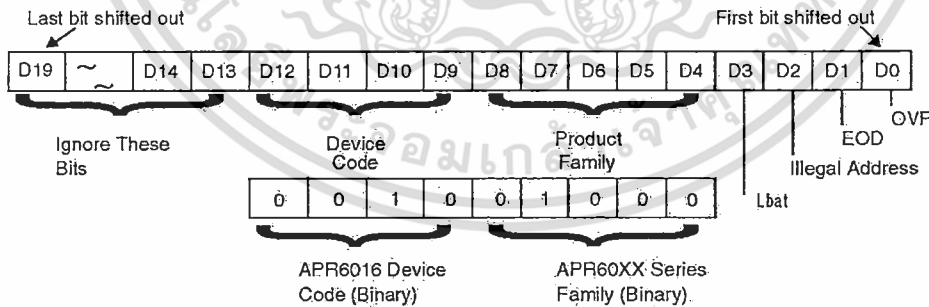 Last bit shifted out First bit shifted out
D19 ~ ~ D14 D13 D12 D11 D10 D9 D8 D7 D6 D5 D4 D3 D2 D1 D0
Ignore These Bits
Device Code
Product Family
OVF
EOD
Illegal Address
Lbat
0 0 1 0 0 1 0 0 0
APR6016 Device Code (Binary)
APR60XX Series Family (Binary)